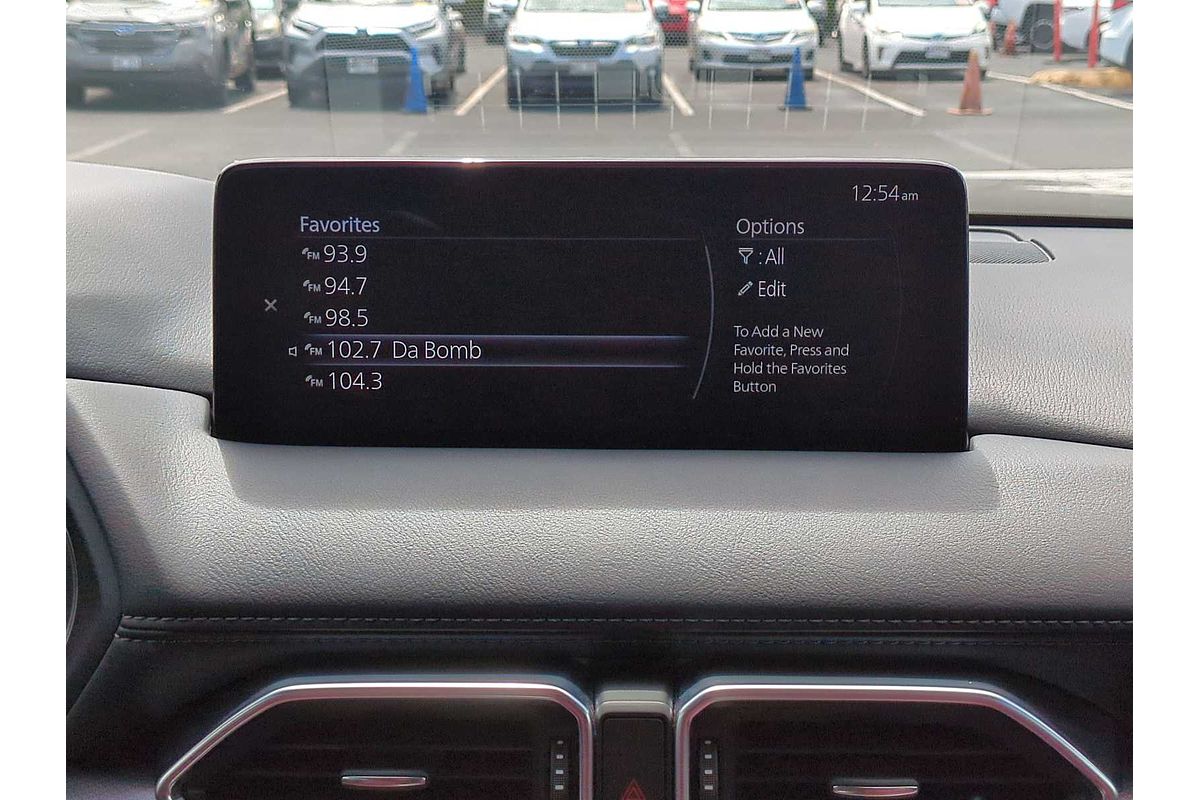 12:54am
Favorites
FM 93.9
FM 94.7
FM 98.5
FM 102.7 Da Bomb
FM 104.3
Options
: All
Edit
To Add a New
Favorite, Press and
Hold the Favorites
Button